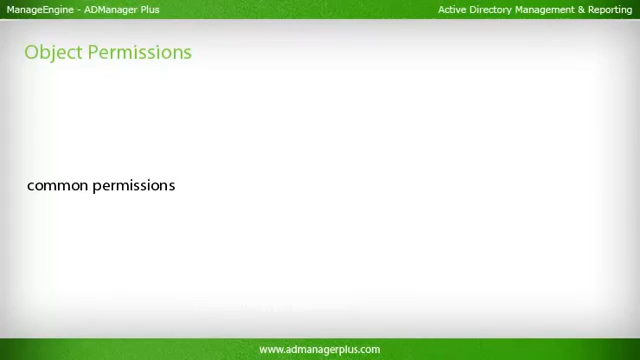 ManageEngine - ADManager Plus
Active Directory Management & Reporting
Object Permissions
common permissions
www.admanagerplus.com